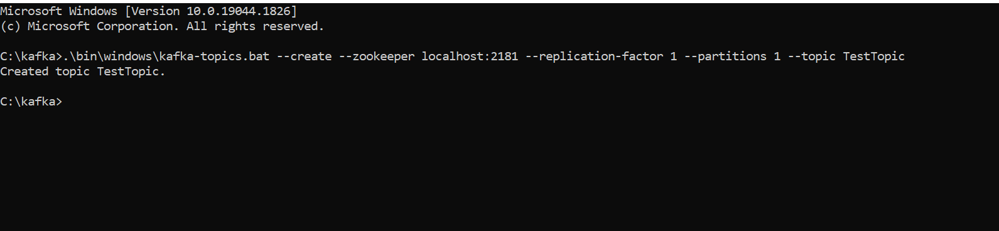 Microsoft Windows [Version 10.0.19044.1826]
(c) Microsoft Corporation. All rights reserved.
C:\kafka>.\bin\windows\kafka-topics.bat --create --zookeeper localhost:2181 --replication-factor 1 --partitions 1 --topic TestTopic
Created topic TestTopic.
C:\kafka>